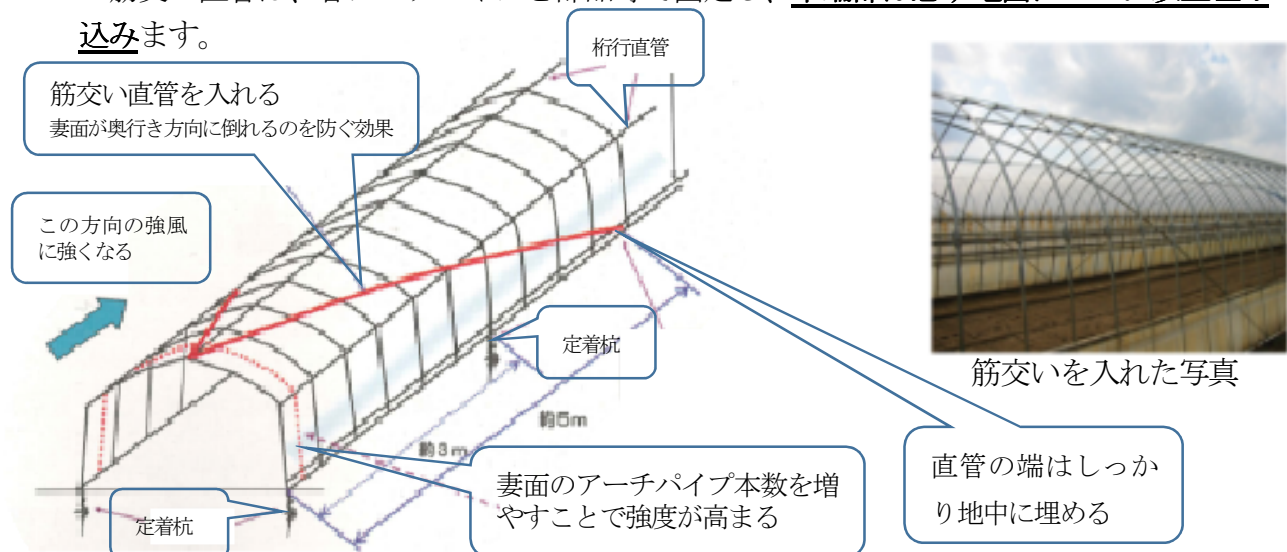 込みます。
桁行直管
筋交い直管を入れる
妻面が奥行き方向に倒れるのを防ぐ効果
この方向の強風
に強くなる
定着杭
筋交いを入れた写真
約5m
約3m
妻面のアーチパイプ本数を増
やすことで強度が高まる
直管の端はしっか
り地中に埋める
定着杭